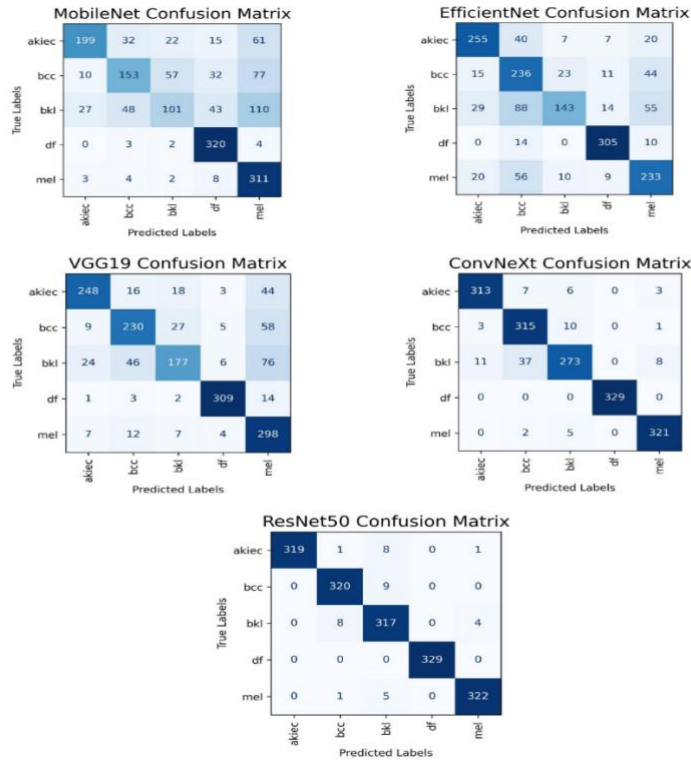 MobileNet Confusion Matrix
True Labels
akiec 199 32 22 15 61
bcc 10 153 57 32 77
bkl 27 48 101 43 110
df 0 3 2 320 4
mel 3 4 2 8 311
akiec bcc bkl df mel
Predicted Labels
EfficientNet Confusion Matrix
True Labels
akiec 255 40 7 7 20
bcc 15 236 23 11 44
bkl 29 88 143 14 55
df 0 14 0 305 10
mel 20 56 10 9 233
akiec bcc bkl df mel
Predicted Labels
VGG19 Confusion Matrix
True Labels
akiec 248 16 18 3 44
bcc 9 230 27 5 58
bkl 24 46 177 6 76
df 1 3 2 309 14
mel 7 12 7 4 298
akiec bcc bkl df mel
Predicted Labels
ConvNeXt Confusion Matrix
True Labels
akiec 313 7 6 0 3
bcc 3 315 10 0 1
bkl 11 37 273 0 8
df 0 0 0 329 0
mel 0 2 5 0 321
akiec bcc bkl df mel
Predicted Labels
ResNet50 Confusion Matrix
True Labels
akiec 319 1 8 0 1
bcc 0 320 9 0 0
bkl 0 8 317 0 4
df 0 0 0 329 0
mel 0 1 5 0 322
akiec bcc bkl df mel
Predicted Labels